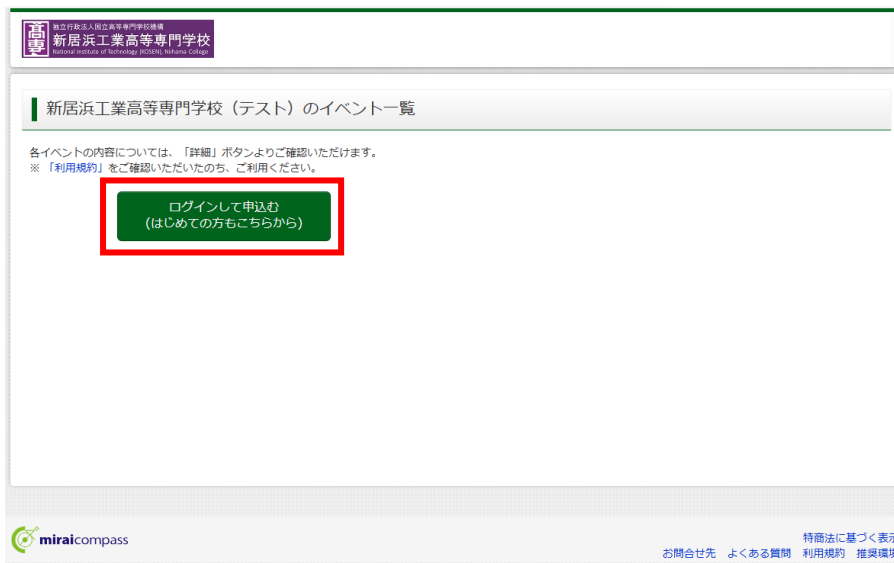 独立行政法人国立高等専門学校機構
高専
新居浜工業高等専門学校
National Institute of Technology (KOSEN), Niihama College
新居浜工業高等専門学校（テスト）のイベント一覧
各イベントの内容については、「詳細」ボタンよりご確認いただけます。
※ 「利用規約」をご確認いただいたのち、ご利用ください。
ログインして申込む
(はじめての方もこちらから)
miraicompass
特商法に基づく表示
お問合せ先 よくある質問 利用規約 推奨環境